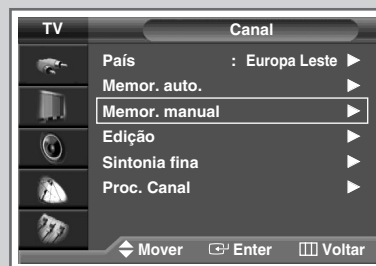 TV Canal
País : Europa Leste
Memor. auto.
Memor. manual
Edição
Sintonia fina
Proc. Canal
Mover Enter Voltar